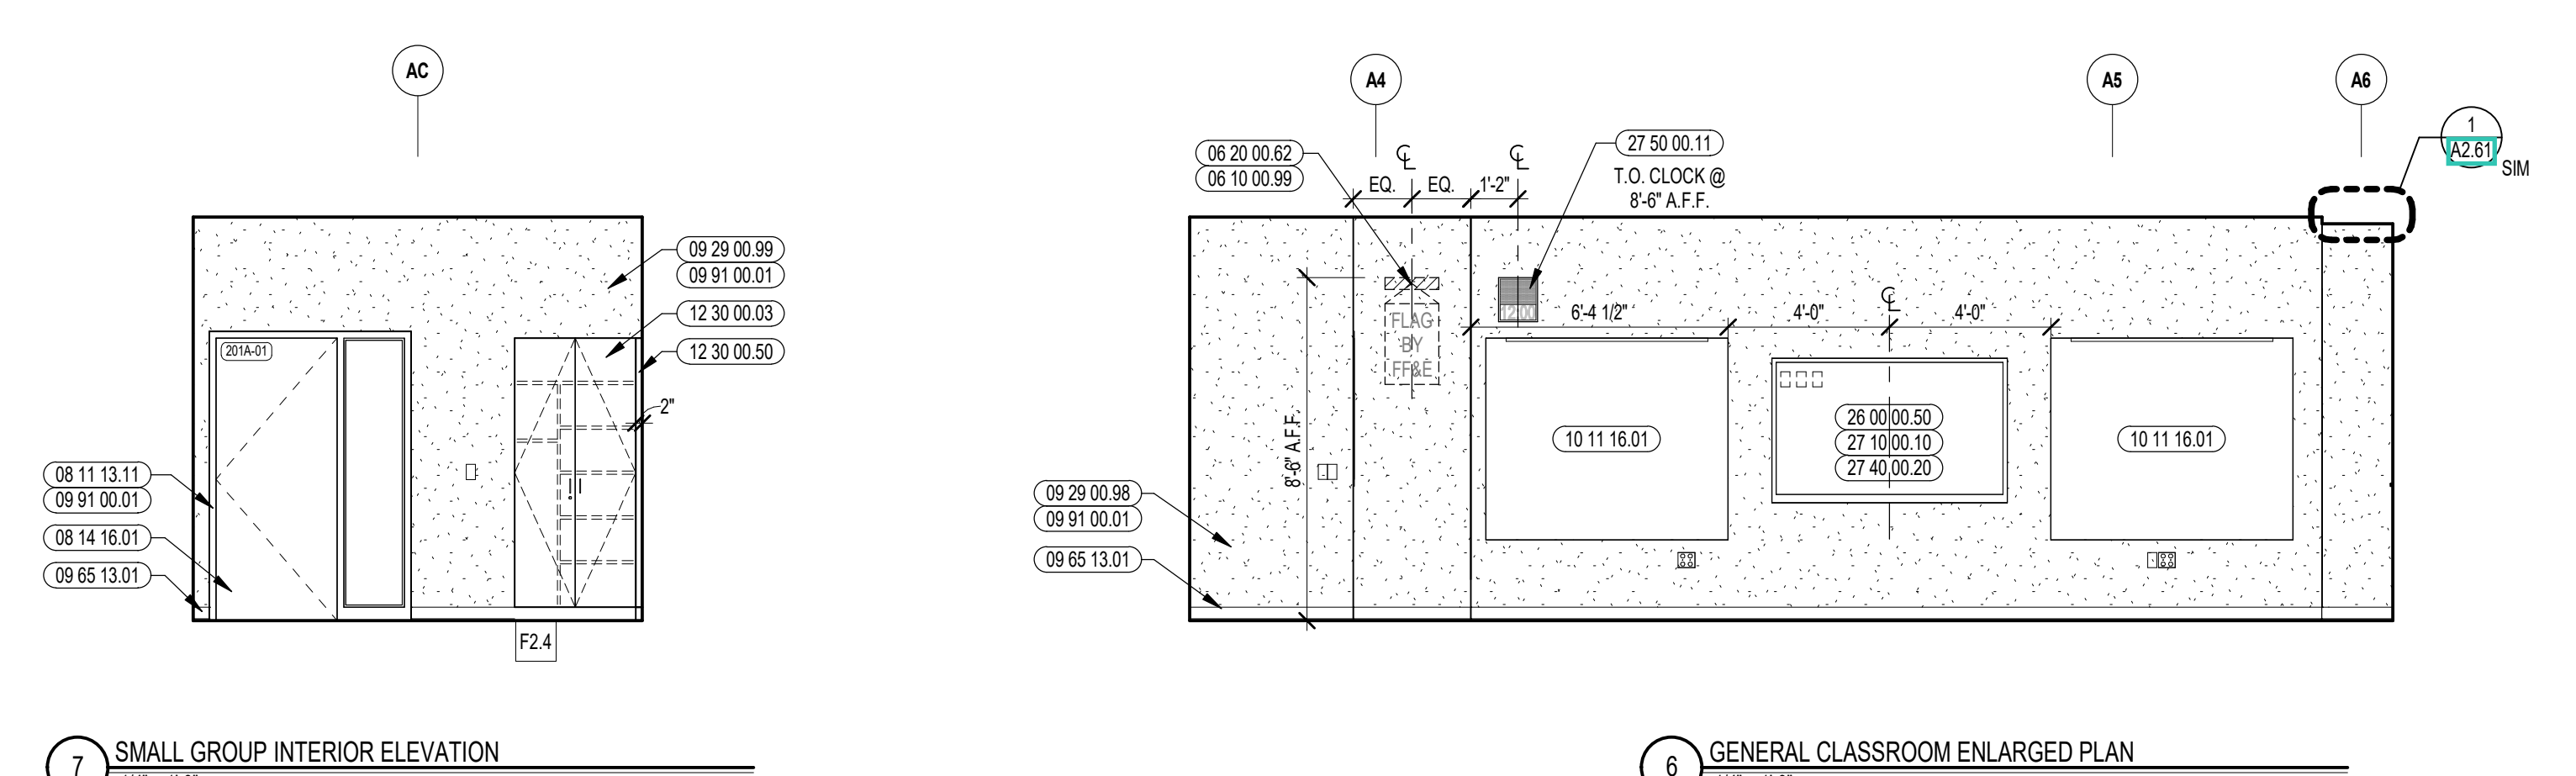 AC
09 29 00.99
09 91 00.01
12 30 00.03
12 30 00.50
2"
201A-01
08 11 13.11
09 91 00.01
08 14 16.01
09 65 13.01
F2.4
7
SMALL GROUP INTERIOR ELEVATION
A4
A5
A6
1
A2.61
SIM
06 20 00.62
06 10 00.99
27 50 00.11
T.O. CLOCK @
8'-6" A.F.F.
EQ.
EQ.
1'-2"
12:00
FLAG
BY
FF&E
6'-4 1/2"
4'-0"
4'-0"
8'-6" A.F.F.
10 11 16.01
26 00 00.50
27 10 00.10
27 40 00.20
10 11 16.01
09 29 00.98
09 91 00.01
09 65 13.01
6
GENERAL CLASSROOM ENLARGED PLAN